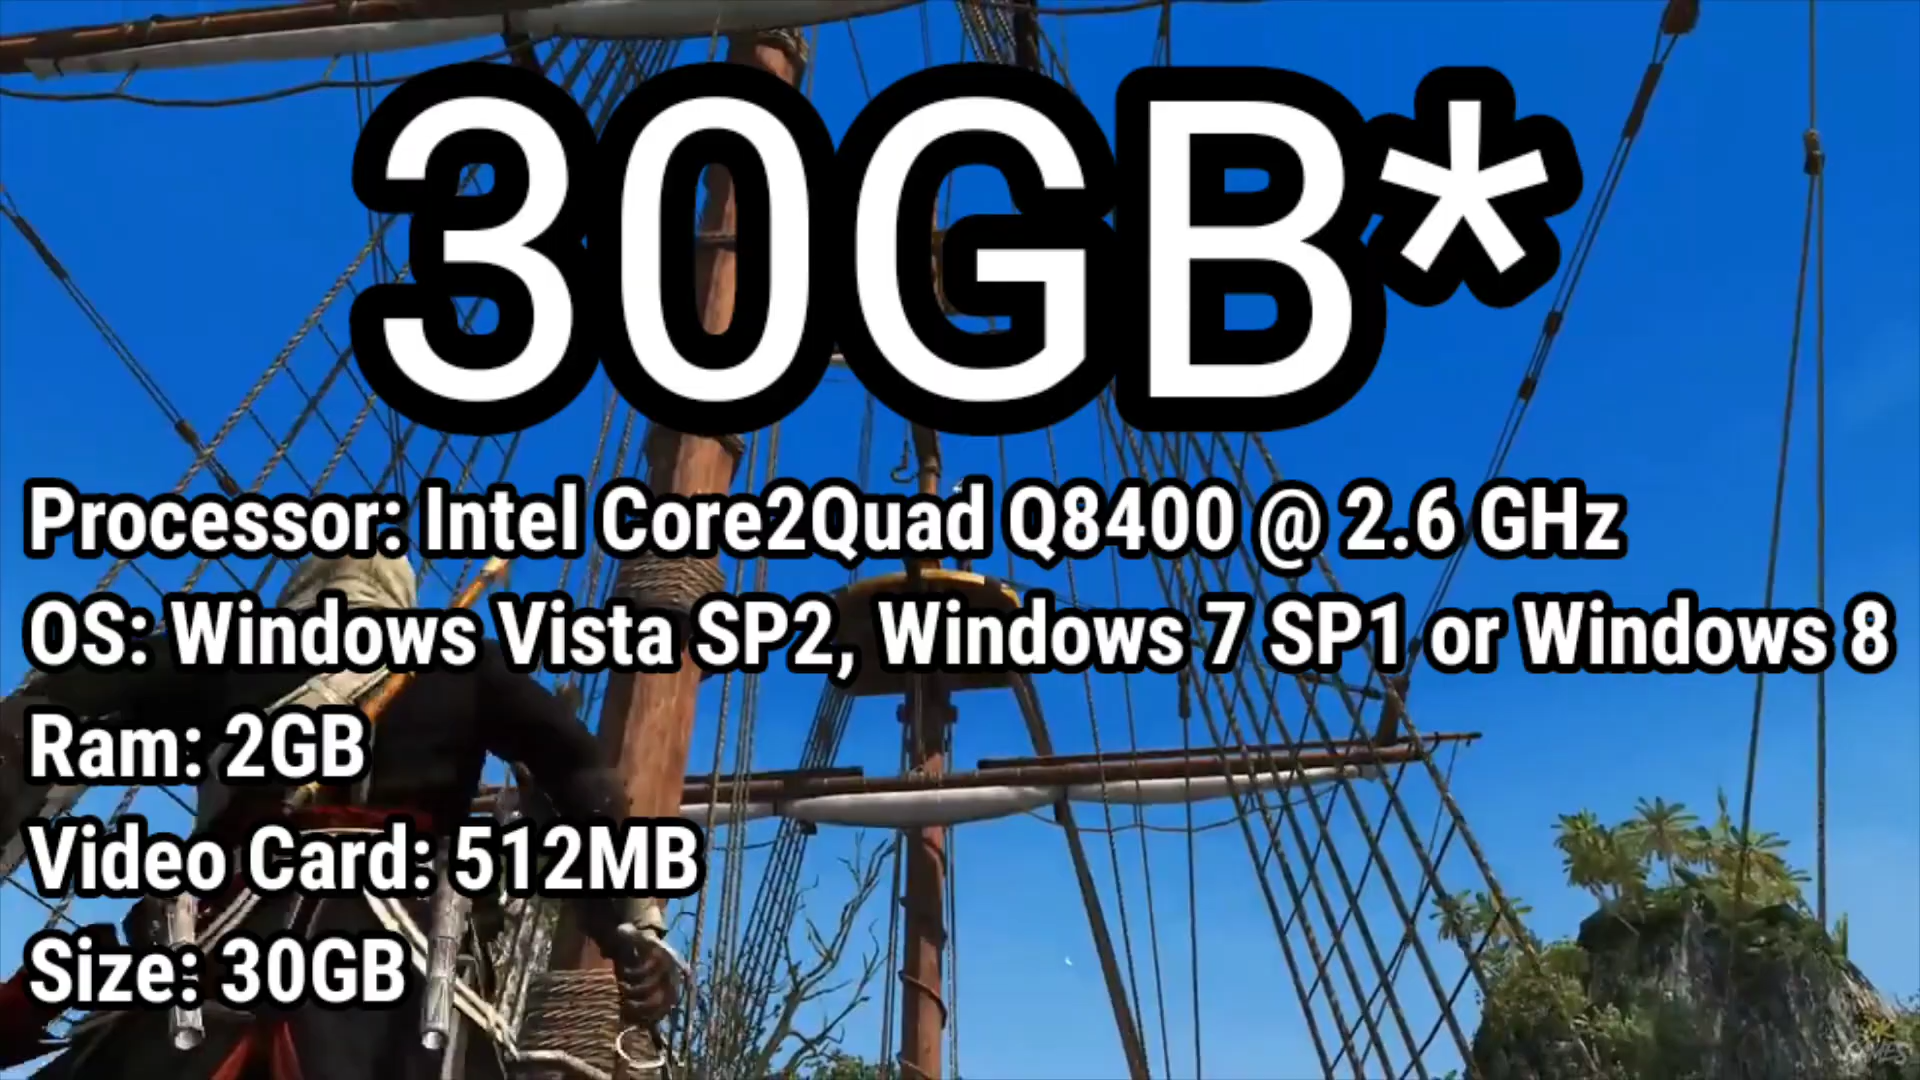 30GB*
Processor: Intel Core2Quad Q8400 @ 2.6 GHz
OS: Windows Vista SP2, Windows 7 SP1 or Windows 8
Ram: 2GB
Video Card: 512MB
Size: 30GB
GAMES